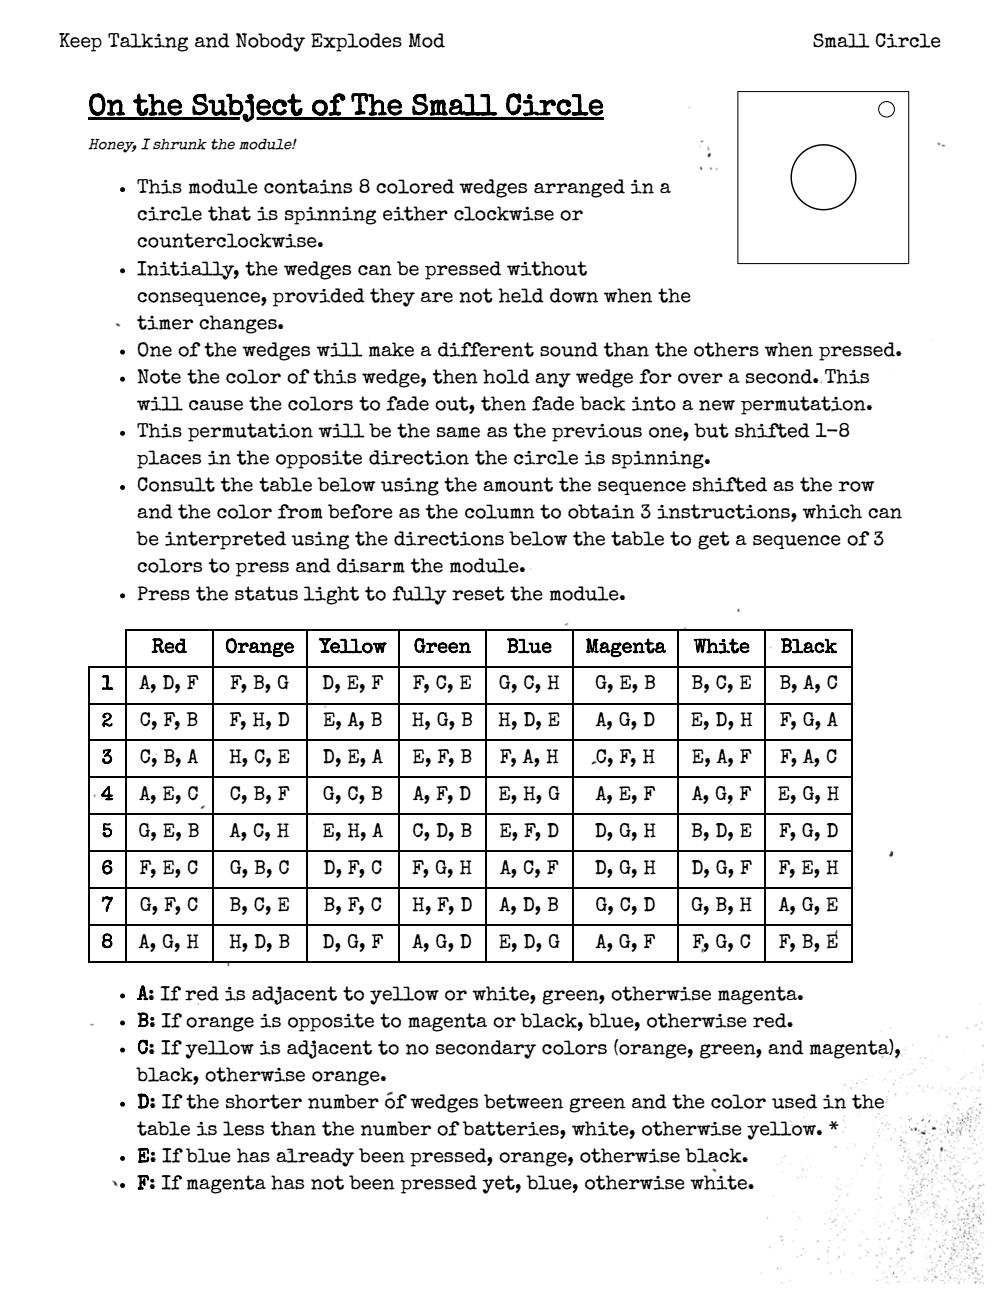 Keep Talking and Nobody Explodes Mod
Small Circle
On the Subject of The Small Circle
Honey, I shrunk the module!
• This module contains 8 colored wedges arranged in a
circle that is spinning either clockwise or
counterclockwise.
• Initially, the wedges can be pressed without
consequence, provided they are not held down when the
timer changes.
• One of the wedges will make a different sound than the others when pressed.
• Note the color of this wedge, then hold any wedge for over a second. This
will cause the colors to fade out, then fade back into a new permutation.
• This permutation will be the same as the previous one, but shifted 1-8
places in the opposite direction the circle is spinning.
• Consult the table below using the amount the sequence shifted as the row
and the color from before as the column to obtain 3 instructions, which can
be interpreted using the directions below the table to get a sequence of 3
colors to press and disarm the module.
• Press the status light to fully reset the module.
Red Orange Yellow Green Blue Magenta White Black
1 A, D, F F, B, G D, E, F F, C, E G, C, H G, E, B B, C, E B, A, C
2 C, F, B F, H, D E, A, B H, G, B H, D, E A, G, D E, D, H F, G, A
3 C, B, A H, C, E D, E, A E, F, B F, A, H C, F, H E, A, F F, A, C
4 A, E, C C, B, F G, C, B A, F, D E, H, G A, E, F A, G, F E, G, H
5 G, E, B A, C, H E, H, A C, D, B E, F, D D, G, H B, D, E F, G, D
6 F, E, C G, B, C D, F, C F, G, H A, C, F D, G, H D, G, F F, E, H
7 G, F, C B, C, E B, F, C H, F, D A, D, B G, C, D G, B, H A, G, E
8 A, G, H H, D, B D, G, F A, G, D E, D, G A, G, F F, G, C F, B, E
• A: If red is adjacent to yellow or white, green, otherwise magenta.
• B: If orange is opposite to magenta or black, blue, otherwise red.
• C: If yellow is adjacent to no secondary colors (orange, green, and magenta),
black, otherwise orange.
• D: If the shorter number of wedges between green and the color used in the
table is less than the number of batteries, white, otherwise yellow. *
• E: If blue has already been pressed, orange, otherwise black.
• F: If magenta has not been pressed yet, blue, otherwise white.